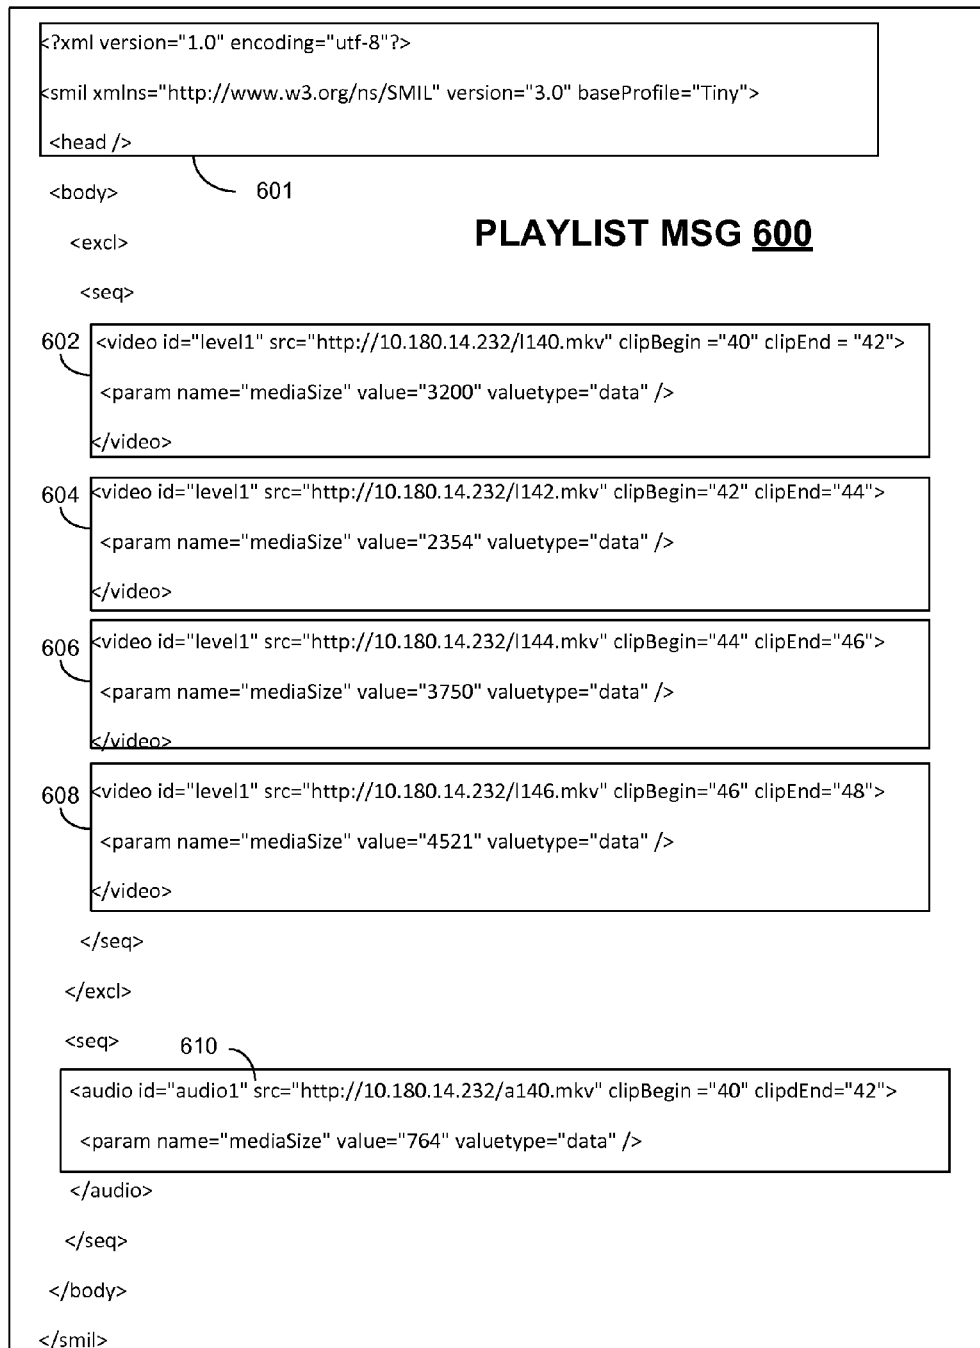 <?xml version="1.0" encoding="utf-8"?>
<smil xmlns="http://www.w3.org/ns/SMIL" version="3.0" baseProfile="Tiny">
<head />
601
<body>
PLAYLIST MSG 600
<excl>
<seq>
602
<video id="level1" src="http://10.180.14.232/l140.mkv" clipBegin ="40" clipEnd = "42">
<param name="mediaSize" value="3200" valuetype="data" />
</video>
604
<video id="level1" src="http://10.180.14.232/l142.mkv" clipBegin="42" clipEnd="44">
<param name="mediaSize" value="2354" valuetype="data" />
</video>
606
<video id="level1" src="http://10.180.14.232/l144.mkv" clipBegin="44" clipEnd="46">
<param name="mediaSize" value="3750" valuetype="data" />
</video>
608
<video id="level1" src="http://10.180.14.232/l146.mkv" clipBegin="46" clipEnd="48">
<param name="mediaSize" value="4521" valuetype="data" />
</video>
</seq>
</excl>
<seq>
610
<audio id="audio1" src="http://10.180.14.232/a140.mkv" clipBegin ="40" clipdEnd="42">
<param name="mediaSize" value="764" valuetype="data" />
</audio>
</seq>
</body>
</smil>